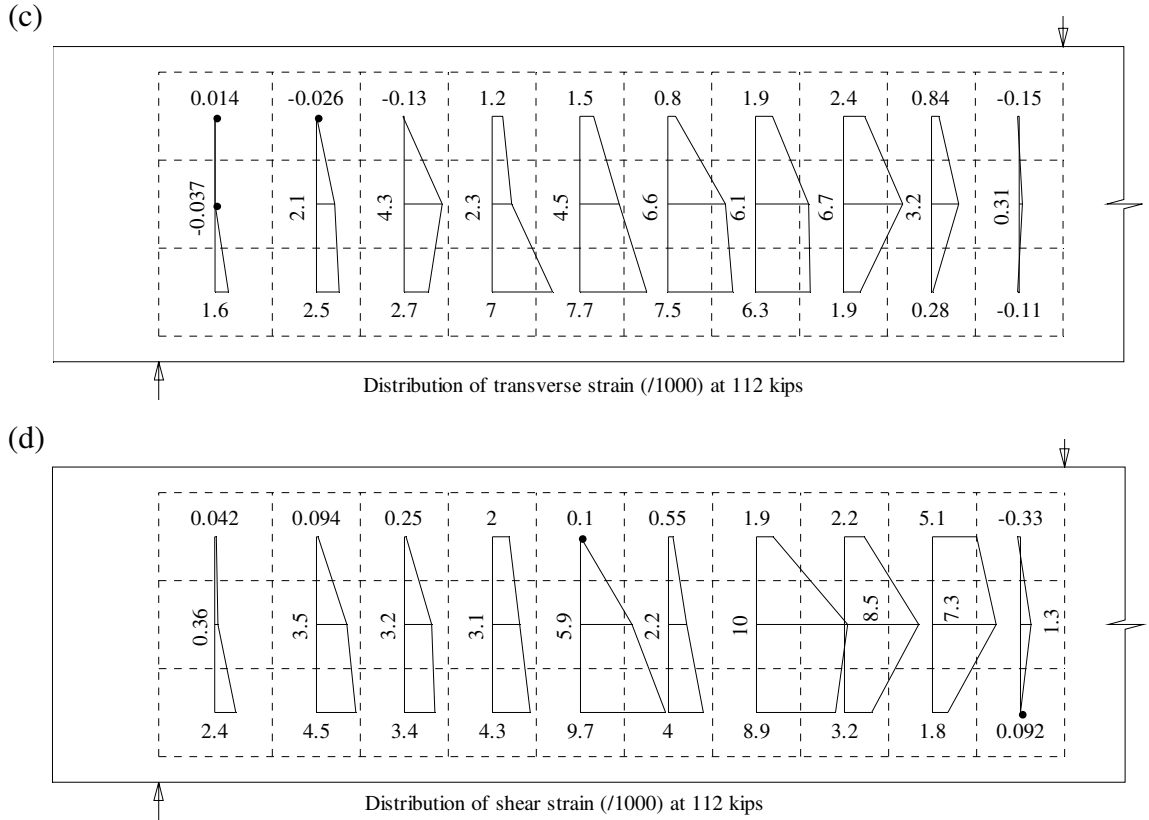 (c)
0.014 -0.026 -0.13 1.2 1.5 0.8 1.9 2.4 0.84 -0.15
-0.037 2.1 4.3 2.3 4.5 6.6 6.1 6.7 3.2 0.31
1.6 2.5 2.7 7 7.7 7.5 6.3 1.9 0.28 -0.11
Distribution of transverse strain (/1000) at 112 kips
(d)
0.042 0.094 0.25 2 0.1 0.55 1.9 2.2 5.1 -0.33
0.36 3.5 3.2 3.1 5.9 2.2 10 8.5 7.3 1.3
2.4 4.5 3.4 4.3 9.7 4 8.9 3.2 1.8 0.092
Distribution of shear strain (/1000) at 112 kips